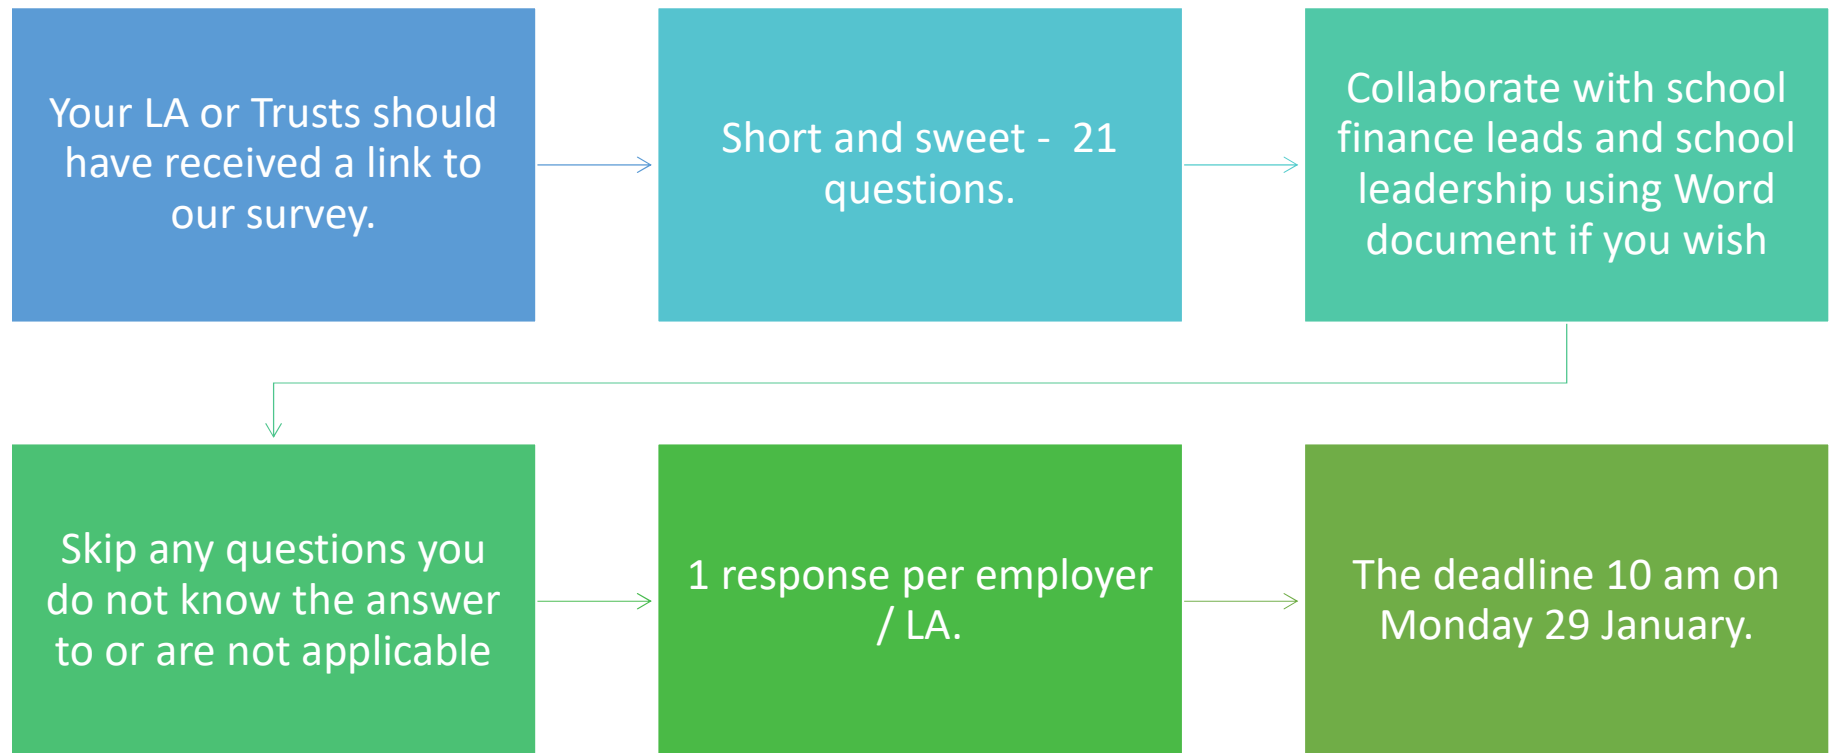 Your LA or Trusts should
have received a link to
our survey.
Short and sweet -  21
questions.
Collaborate with school
finance leads and school
leadership using Word
document if you wish
Skip any questions you
do not know the answer
to or are not applicable
1 response per employer
/ LA.
The deadline 10 am on
Monday 29 January.